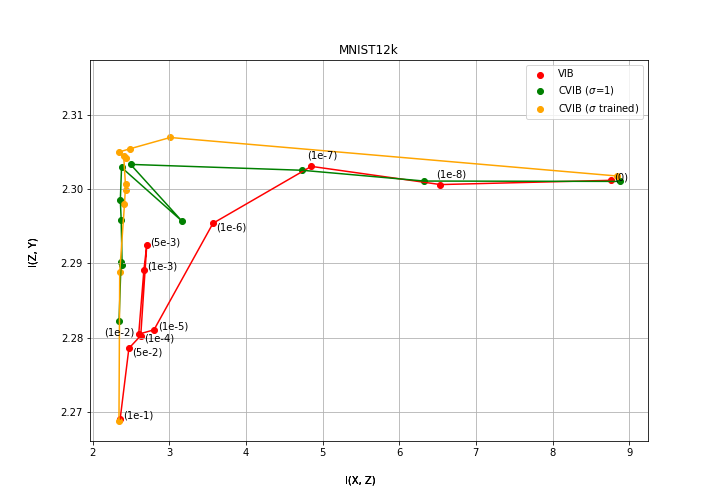 MNIST12k
VIB
CVIB (σ=1)
CVIB (σ trained)
2.31
2.30
2.29
2.28
2.27
I(Z, Y)
(1e-7)
(1e-8)
(0)
(1e-6)
(5e-3)
(1e-3)
(1e-5)
(1e-2)
(1e-4)
(5e-2)
(1e-1)
2 3 4 5 6 7 8 9
I(X, Z)